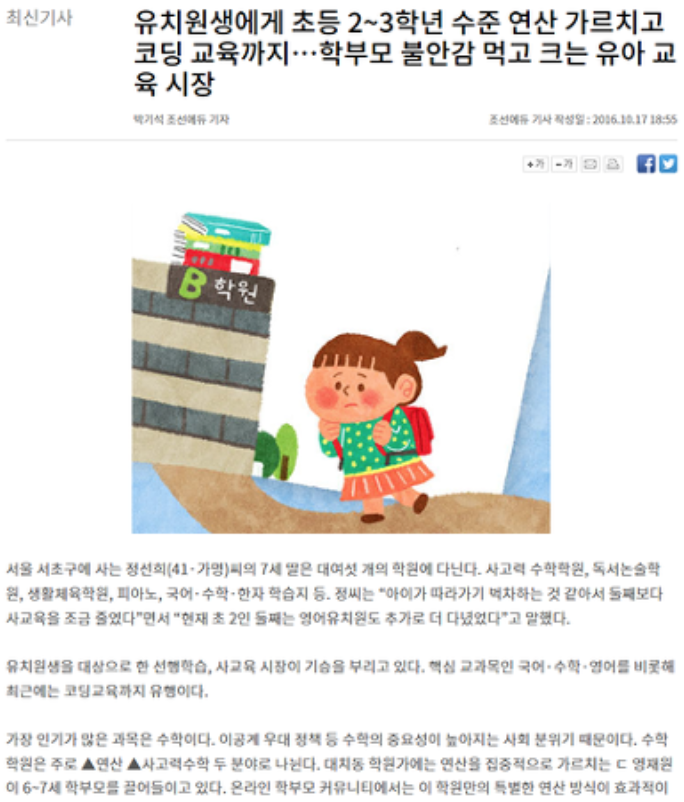 최신기사
유치원생에게 초등 2~3학년 수준 연산 가르치고
코딩 교육까지…학부모 불안감 먹고 크는 유아 교
육 시장
박기석 조선에듀 기자
조선에듀 기사 작성일 : 2016.10.17 18:55
+가 -가
B 학원
서울 서초구에 사는 정선희(41·가명)씨의 7세 딸은 대여섯 개의 학원에 다닌다. 사고력 수학학원, 독서논술학
원, 생활체육학원, 피아노, 국어·수학·한자 학습지 등. 정씨는 “아이가 따라가기 벅차하는 것 같아서 둘째보다
사교육을 조금 줄였다”면서 “현재 초 2인 둘째는 영어유치원도 추가로 더 다녔었다”고 말했다.
유치원생을 대상으로 한 선행학습, 사교육 시장이 기승을 부리고 있다. 핵심 교과목인 국어·수학·영어를 비롯해
최근에는 코딩교육까지 유행이다.
가장 인기가 많은 과목은 수학이다. 이공계 우대 정책 등 수학의 중요성이 높아지는 사회 분위기 때문이다. 수학
학원은 주로 ▲연산 ▲사고력수학 두 분야로 나뉜다. 대치동 학원가에는 연산을 집중적으로 가르치는 ㄷ 영재원
이 6~7세 학부모를 끌어들이고 있다. 온라인 학부모 커뮤니티에서는 이 학원만의 특별한 연산 방식이 효과적이